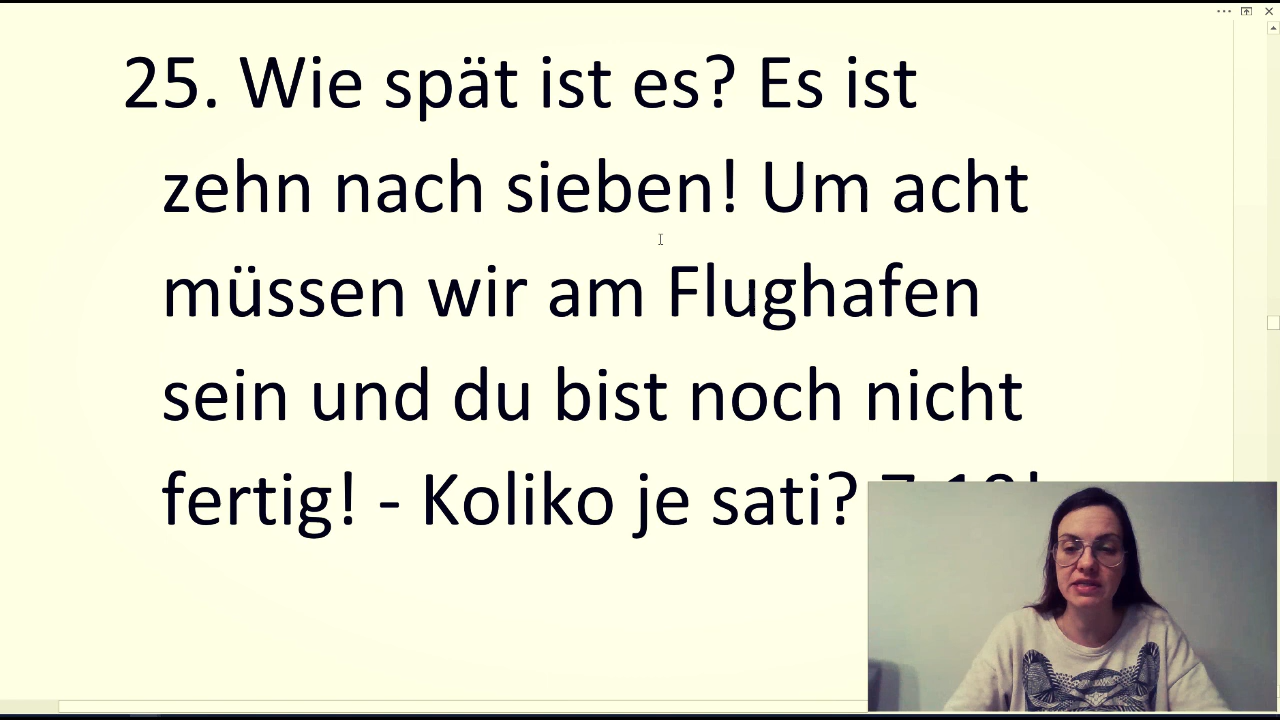 25. Wie spät ist es? Es ist
zehn nach sieben! Um acht
müssen wir am Flughafen
sein und du bist noch nicht
fertig! - Koliko je sati?